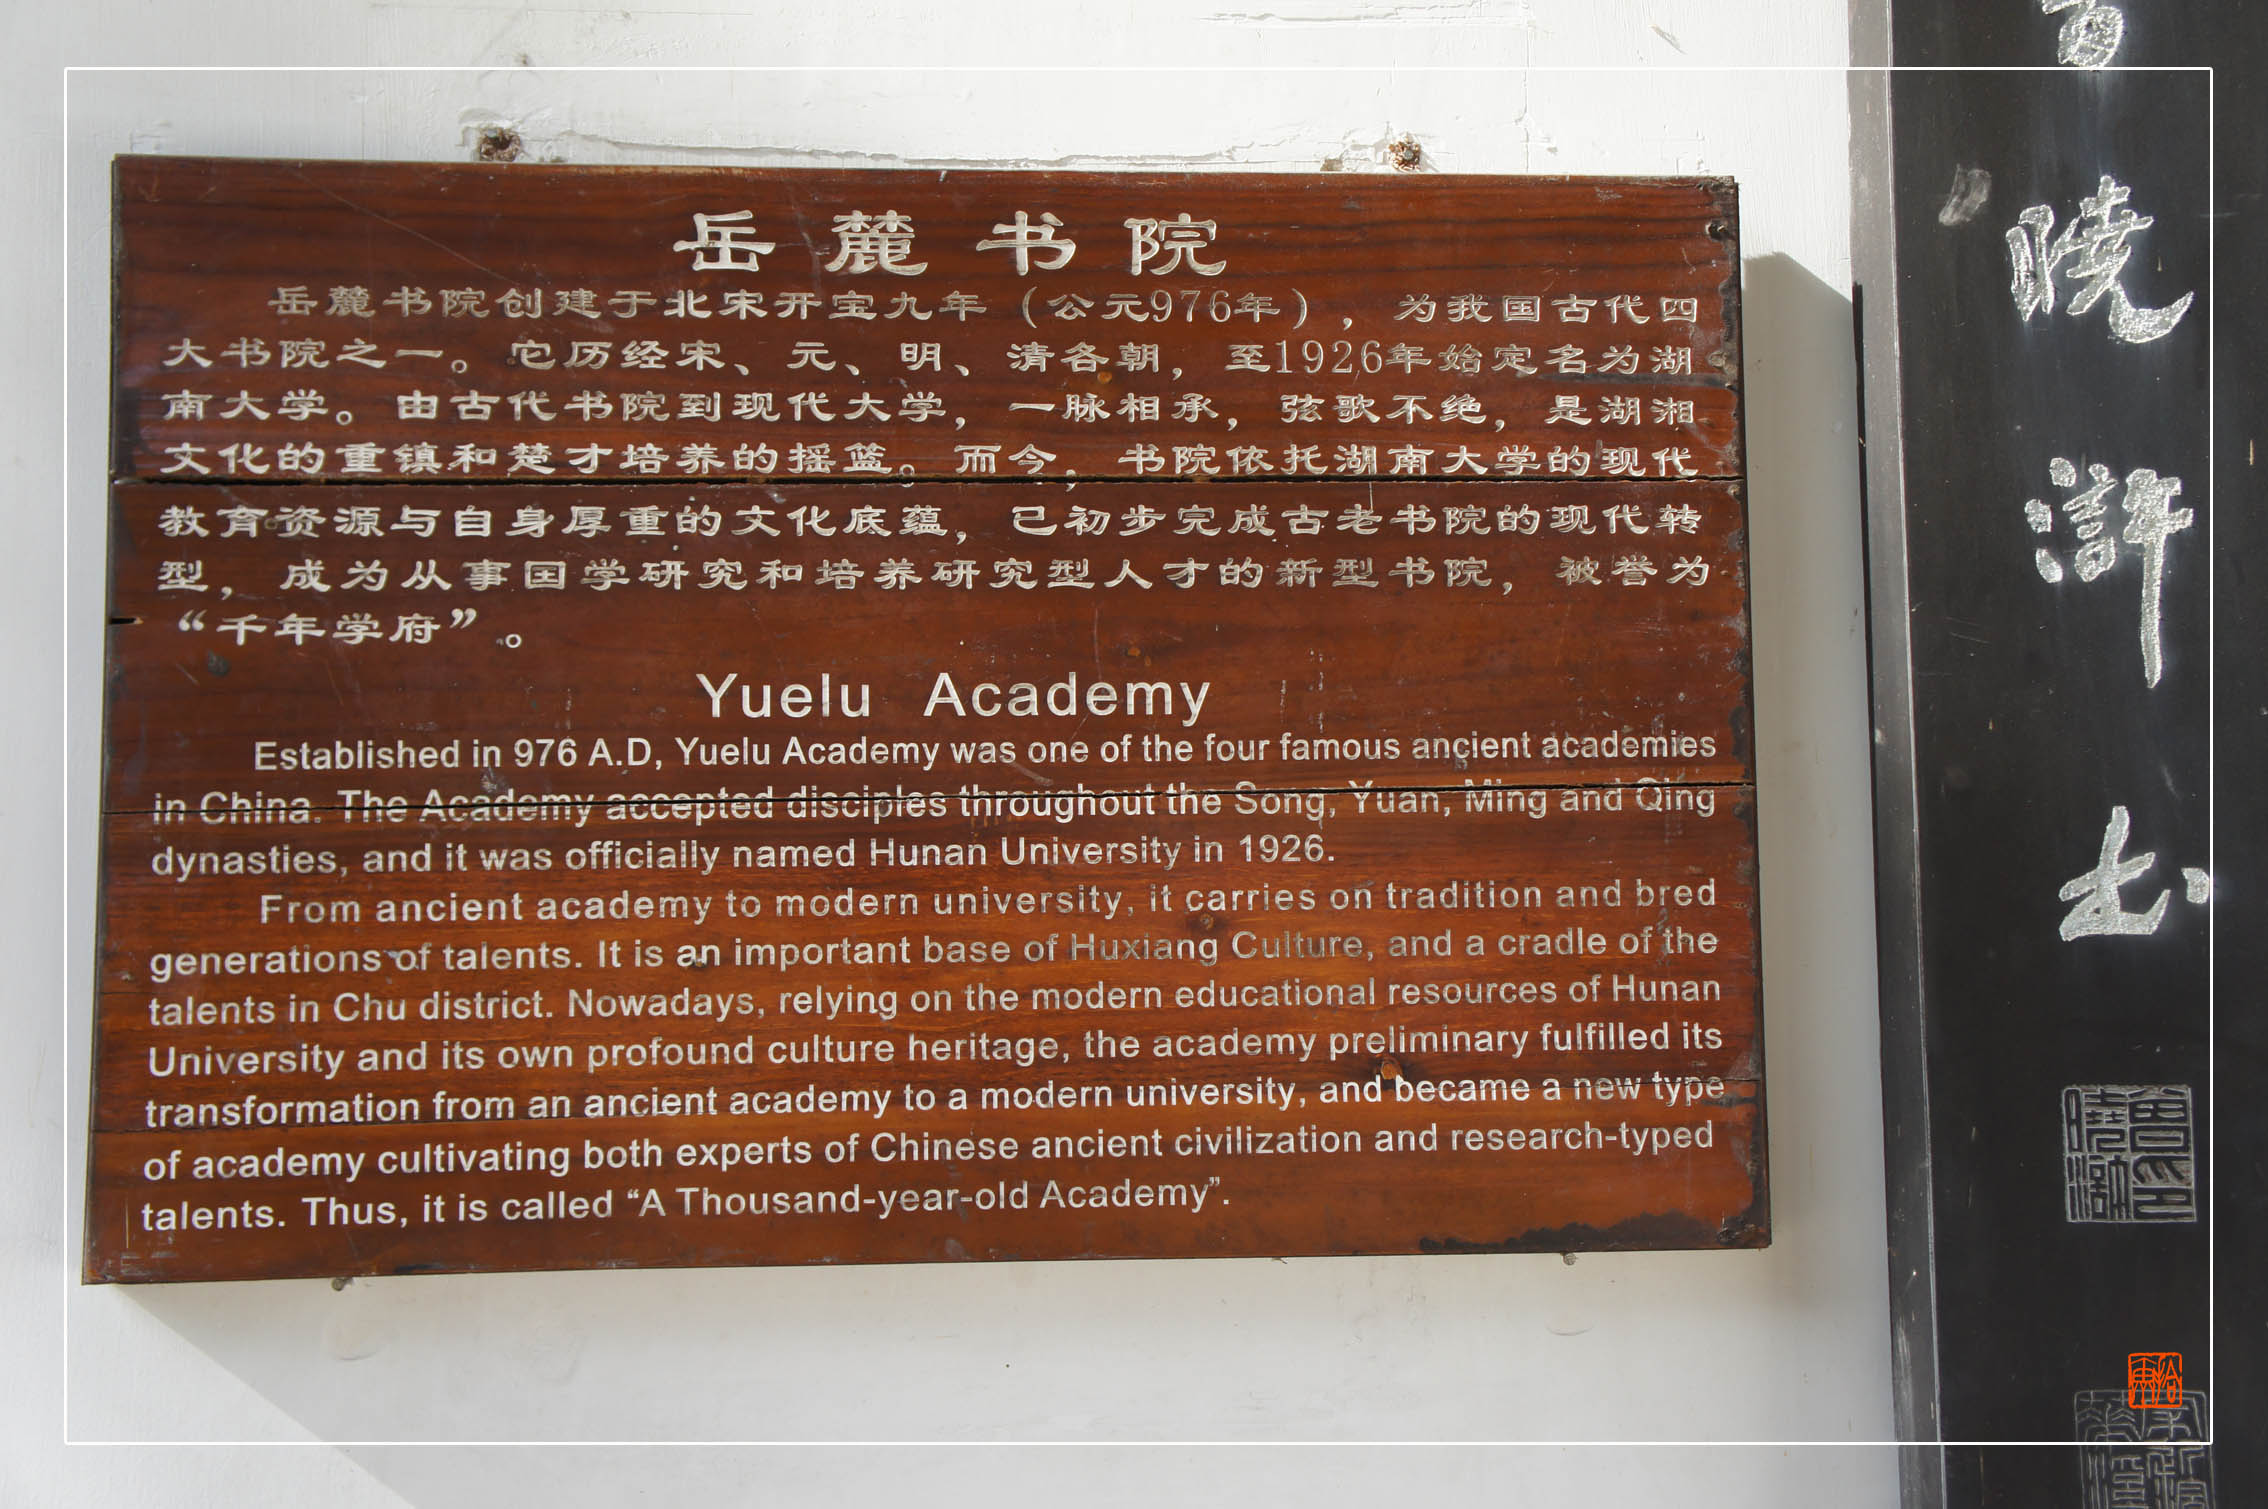 岳麓书院
岳麓书院创建于北宋开宝九年（公元976年），为我国古代四
大书院之一。它历经宋、元、明、清各朝，至1926年始定名为湖
南大学。由古代书院到现代大学，一脉相承，弦歌不绝，是湖湘
文化的重镇和楚才培养的摇篮。而今，书院依托湖南大学的现代
教育资源与自身厚重的文化底蕴，已初步完成古老书院的现代转
型，成为从事国学研究和培养研究型人才的新型书院，被誉为
“千年学府”。
Yuelu Academy
Established in 976 A.D, Yuelu Academy was one of the four famous ancient academies
in China. The Academy accepted disciples throughout the Song, Yuan, Ming and Qing
dynasties, and it was officially named Hunan University in 1926.
From ancient academy to modern university, it carries on tradition and bred
generations of talents. It is an important base of Huxiang Culture, and a cradle of the
talents in Chu district. Nowadays, relying on the modern educational resources of Hunan
University and its own profound culture heritage, the academy preliminary fulfilled its
transformation from an ancient academy to a modern university, and became a new type
of academy cultivating both experts of Chinese ancient civilization and research-typed
talents. Thus, it is called “A Thousand-year-old Academy”.
曉滸书